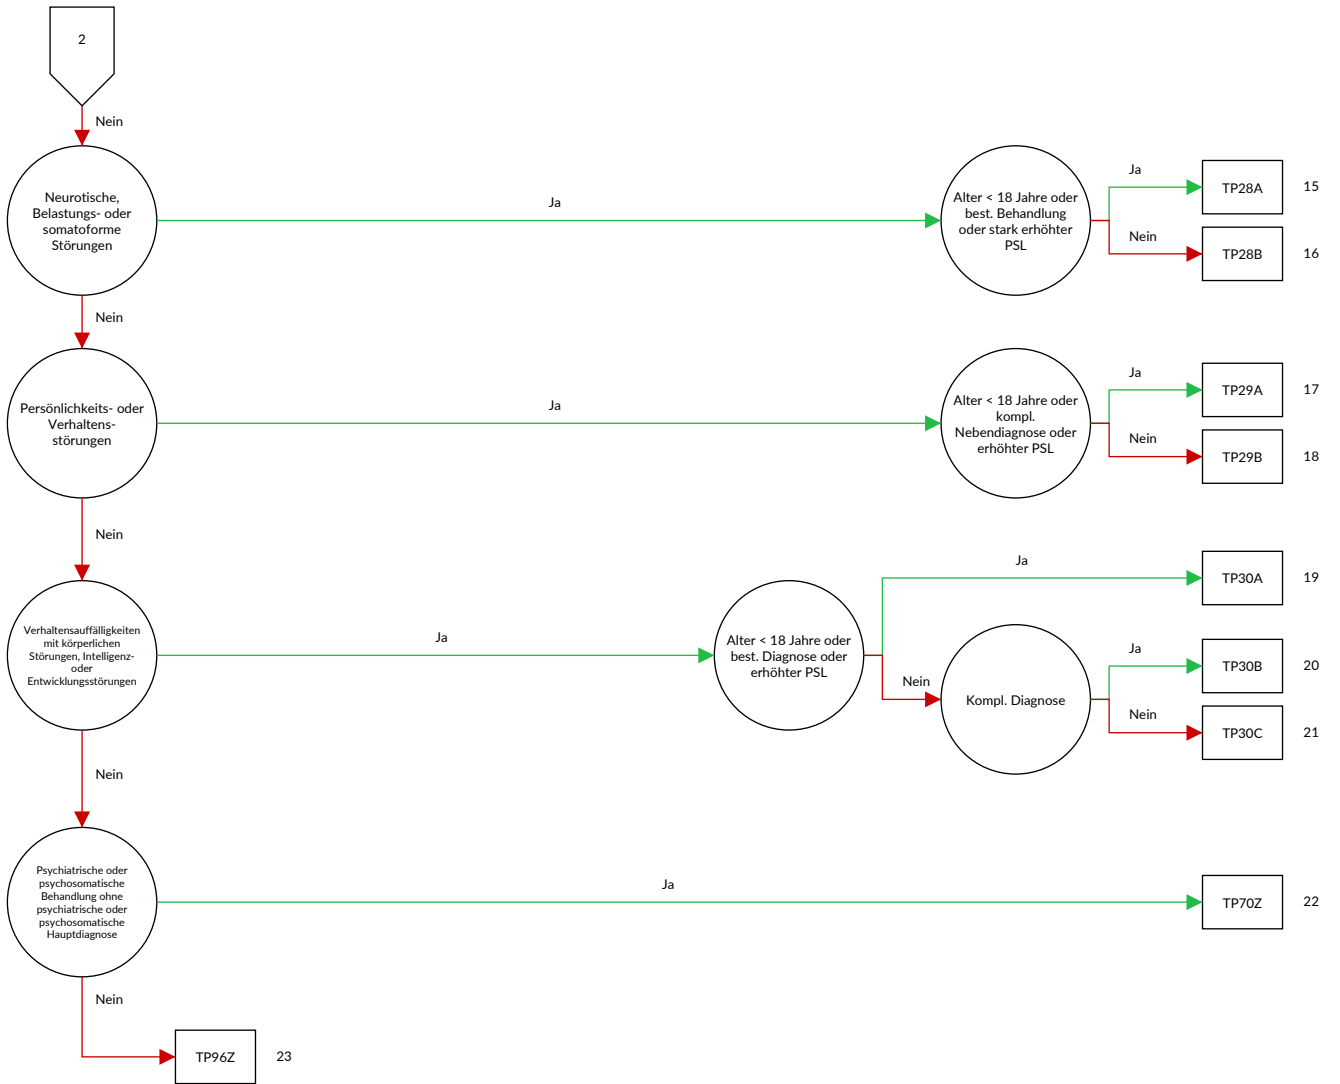 2
Nein
Neurotische,
Belastungs- oder
somatoforme
Störungen
Ja
Alter < 18 Jahre oder
best. Behandlung
oder stark erhöhter
PSL
Ja
TP28A
15
Nein
TP28B
16
Nein
Persönlichkeits- oder
Verhaltens-
störungen
Ja
Alter < 18 Jahre oder
kompl.
Nebendiagnose oder
erhöhter PSL
Ja
TP29A
17
Nein
TP29B
18
Nein
Verhaltensauffälligkeiten
mit körperlichen
Störungen, Intelligenz-
oder
Entwicklungsstörungen
Ja
Alter < 18 Jahre oder
best. Diagnose oder
erhöhter PSL
Ja
TP30A
19
Nein
Kompl. Diagnose
Ja
TP30B
20
Nein
TP30C
21
Nein
Psychiatrische oder
psychosomatische
Behandlung ohne
psychiatrische oder
psychosomatische
Hauptdiagnose
Ja
TP70Z
22
Nein
TP96Z
23